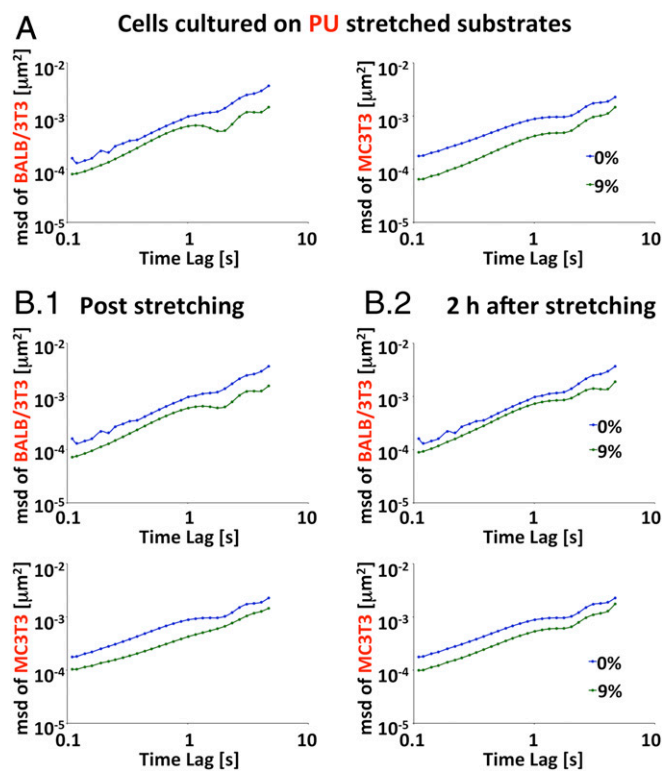 A Cells cultured on PU stretched substrates
msd of BALB/3T3 [μm²]
10⁻²
10⁻³
10⁻⁴
10⁻⁵
0.1 1 10
Time Lag [s]
msd of MC3T3 [μm²]
10⁻²
10⁻³
10⁻⁴
10⁻⁵
0%
9%
0.1 1 10
Time Lag [s]
B.1 Post stretching
B.2 2 h after stretching
msd of BALB/3T3 [μm²]
10⁻²
10⁻³
10⁻⁴
10⁻⁵
0.1 1 10
Time Lag [s]
msd of BALB/3T3 [μm²]
10⁻²
10⁻³
10⁻⁴
10⁻⁵
0%
9%
0.1 1 10
Time Lag [s]
msd of MC3T3 [μm²]
10⁻²
10⁻³
10⁻⁴
10⁻⁵
0.1 1 10
Time Lag [s]
msd of MC3T3 [μm²]
10⁻²
10⁻³
10⁻⁴
10⁻⁵
0%
9%
0.1 1 10
Time Lag [s]